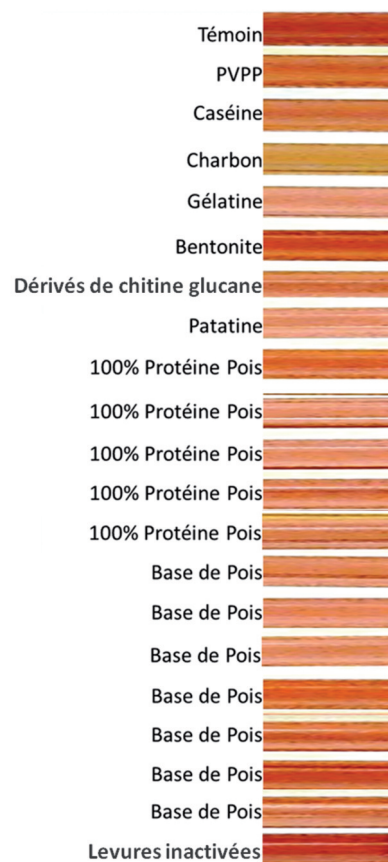 Témoin
PVPP
Caséine
Charbon
Gélatine
Bentonite
Dérivés de chitine glucane
Patatine
100% Protéine Pois
100% Protéine Pois
100% Protéine Pois
100% Protéine Pois
100% Protéine Pois
Base de Pois
Base de Pois
Base de Pois
Base de Pois
Base de Pois
Base de Pois
Base de Pois
Levures inactivées